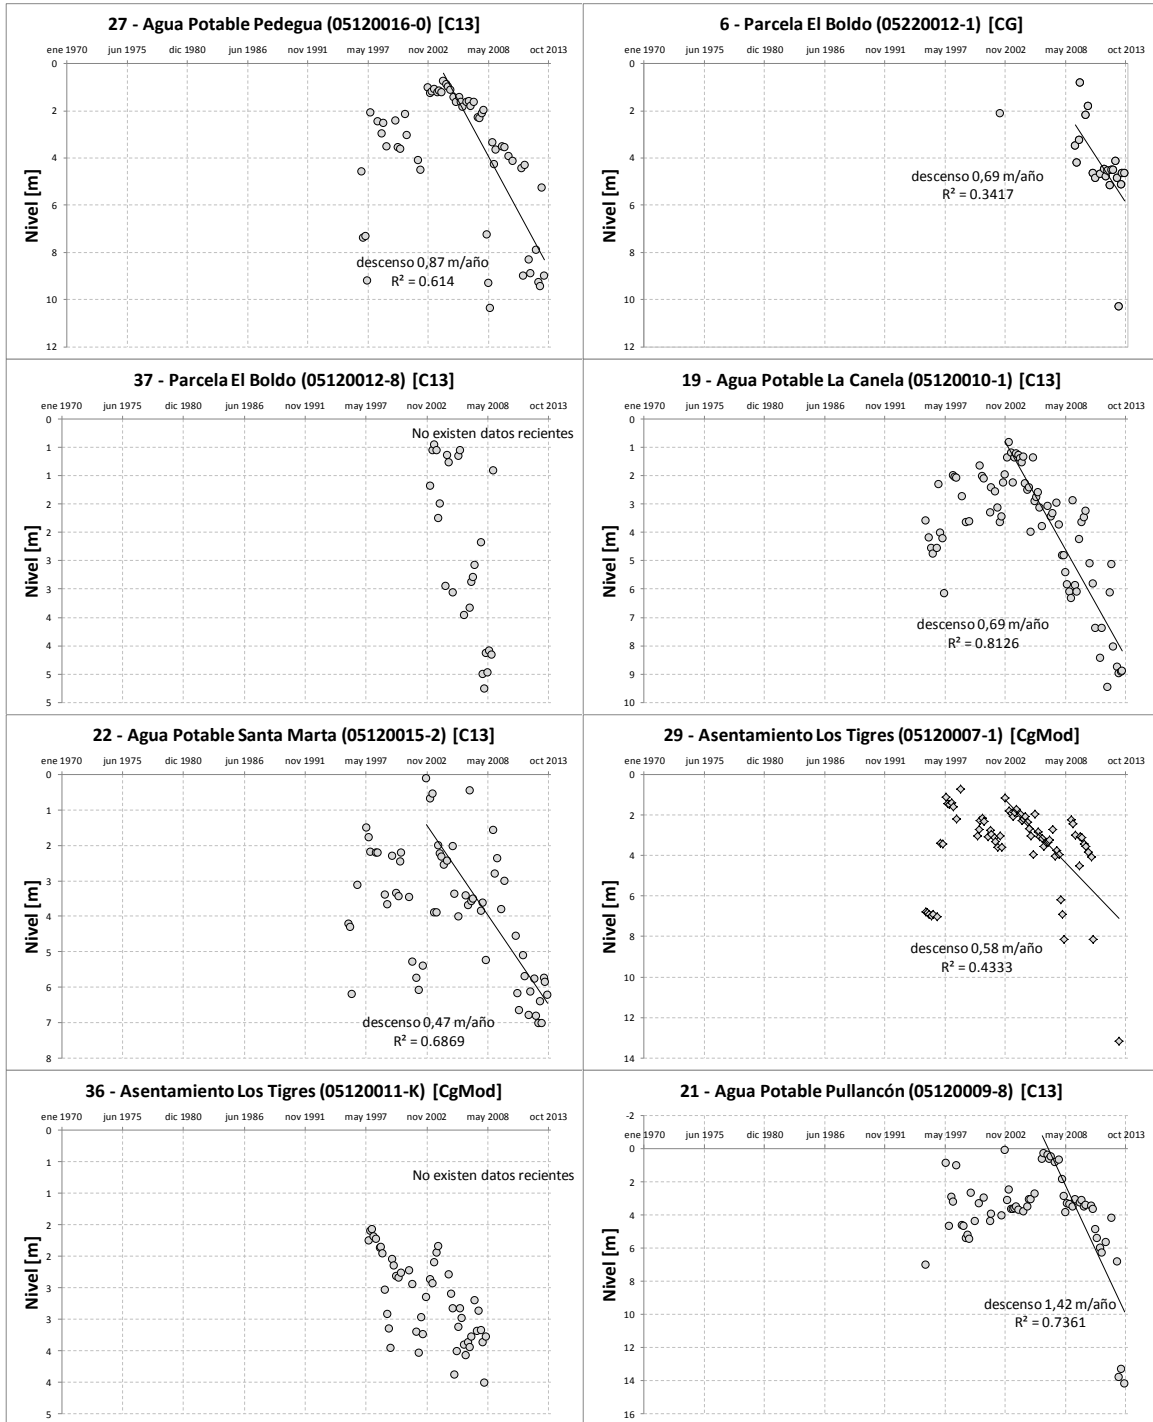 27 - Agua Potable Pedegua (05120016-0) [C13]
ene 1970 jun 1975 dic 1980 jun 1986 nov 1991 may 1997 nov 2002 may 2008 oct 2013
0
2
4
6
8
10
12
Nivel [m]
descenso 0,87 m/año
R² = 0.614
6 - Parcela El Boldo (05220012-1) [CG]
ene 1970 jun 1975 dic 1980 jun 1986 nov 1991 may 1997 nov 2002 may 2008 oct 2013
0
2
4
6
8
10
12
Nivel [m]
descenso 0,69 m/año
R² = 0.3417
37 - Parcela El Boldo (05120012-8) [C13]
ene 1970 jun 1975 dic 1980 jun 1986 nov 1991 may 1997 nov 2002 may 2008 oct 2013
0
1
1
2
2
3
3
4
4
5
5
Nivel [m]
No existen datos recientes
19 - Agua Potable La Canela (05120010-1) [C13]
ene 1970 jun 1975 dic 1980 jun 1986 nov 1991 may 1997 nov 2002 may 2008 oct 2013
0
1
2
3
4
5
6
7
8
9
10
Nivel [m]
descenso 0,69 m/año
R² = 0.8126
22 - Agua Potable Santa Marta (05120015-2) [C13]
ene 1970 jun 1975 dic 1980 jun 1986 nov 1991 may 1997 nov 2002 may 2008 oct 2013
0
1
2
3
4
5
6
7
8
Nivel [m]
descenso 0,47 m/año
R² = 0.6869
29 - Asentamiento Los Tigres (05120007-1) [CgMod]
ene 1970 jun 1975 dic 1980 jun 1986 nov 1991 may 1997 nov 2002 may 2008 oct 2013
0
2
4
6
8
10
12
14
Nivel [m]
descenso 0,58 m/año
R² = 0.4333
36 - Asentamiento Los Tigres (05120011-K) [CgMod]
ene 1970 jun 1975 dic 1980 jun 1986 nov 1991 may 1997 nov 2002 may 2008 oct 2013
0
1
1
2
2
3
3
4
4
5
Nivel [m]
No existen datos recientes
21 - Agua Potable Pullancón (05120009-8) [C13]
-2
ene 1970 jun 1975 dic 1980 jun 1986 nov 1991 may 1997 nov 2002 may 2008 oct 2013
0
2
4
6
8
10
12
14
16
Nivel [m]
descenso 1,42 m/año
R² = 0.7361